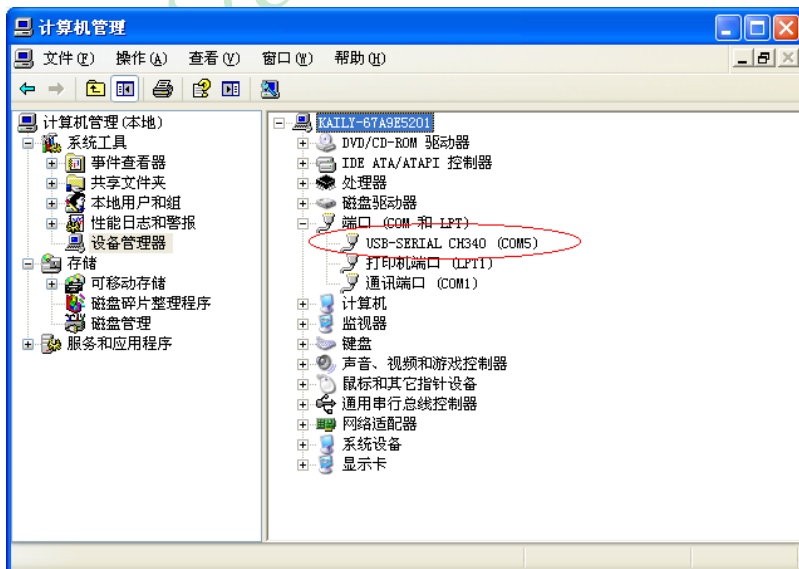 计算机管理
文件(F) 操作(A) 查看(V) 窗口(W) 帮助(H)
计算机管理(本地)
系统工具
事件查看器
共享文件夹
本地用户和组
性能日志和警报
设备管理器
存储
可移动存储
磁盘碎片整理程序
磁盘管理
服务和应用程序
KAILY-67A9E5201
DVD/CD-ROM 驱动器
IDE ATA/ATAPI 控制器
处理器
磁盘驱动器
端口 (COM 和 LPT)
USB-SERIAL CH340 (COM5)
打印机端口 (LPT1)
通讯端口 (COM1)
计算机
监视器
键盘
声音、视频和游戏控制器
鼠标和其它指针设备
通用串行总线控制器
网络适配器
系统设备
显示卡